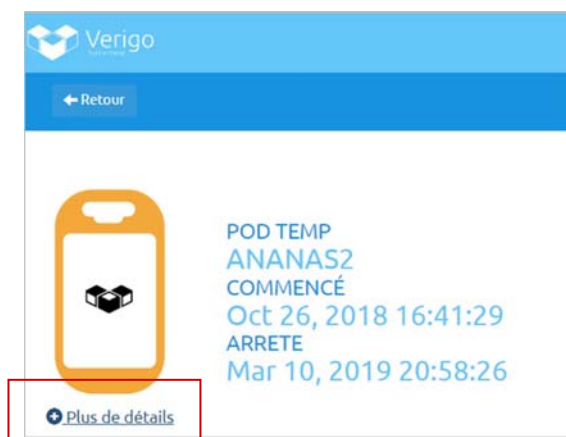 Verigo
Retour
POD TEMP
ANANAS2
COMMENCÉ
Oct 26, 2018 16:41:29
ARRETE
Mar 10, 2019 20:58:26
Plus de détails